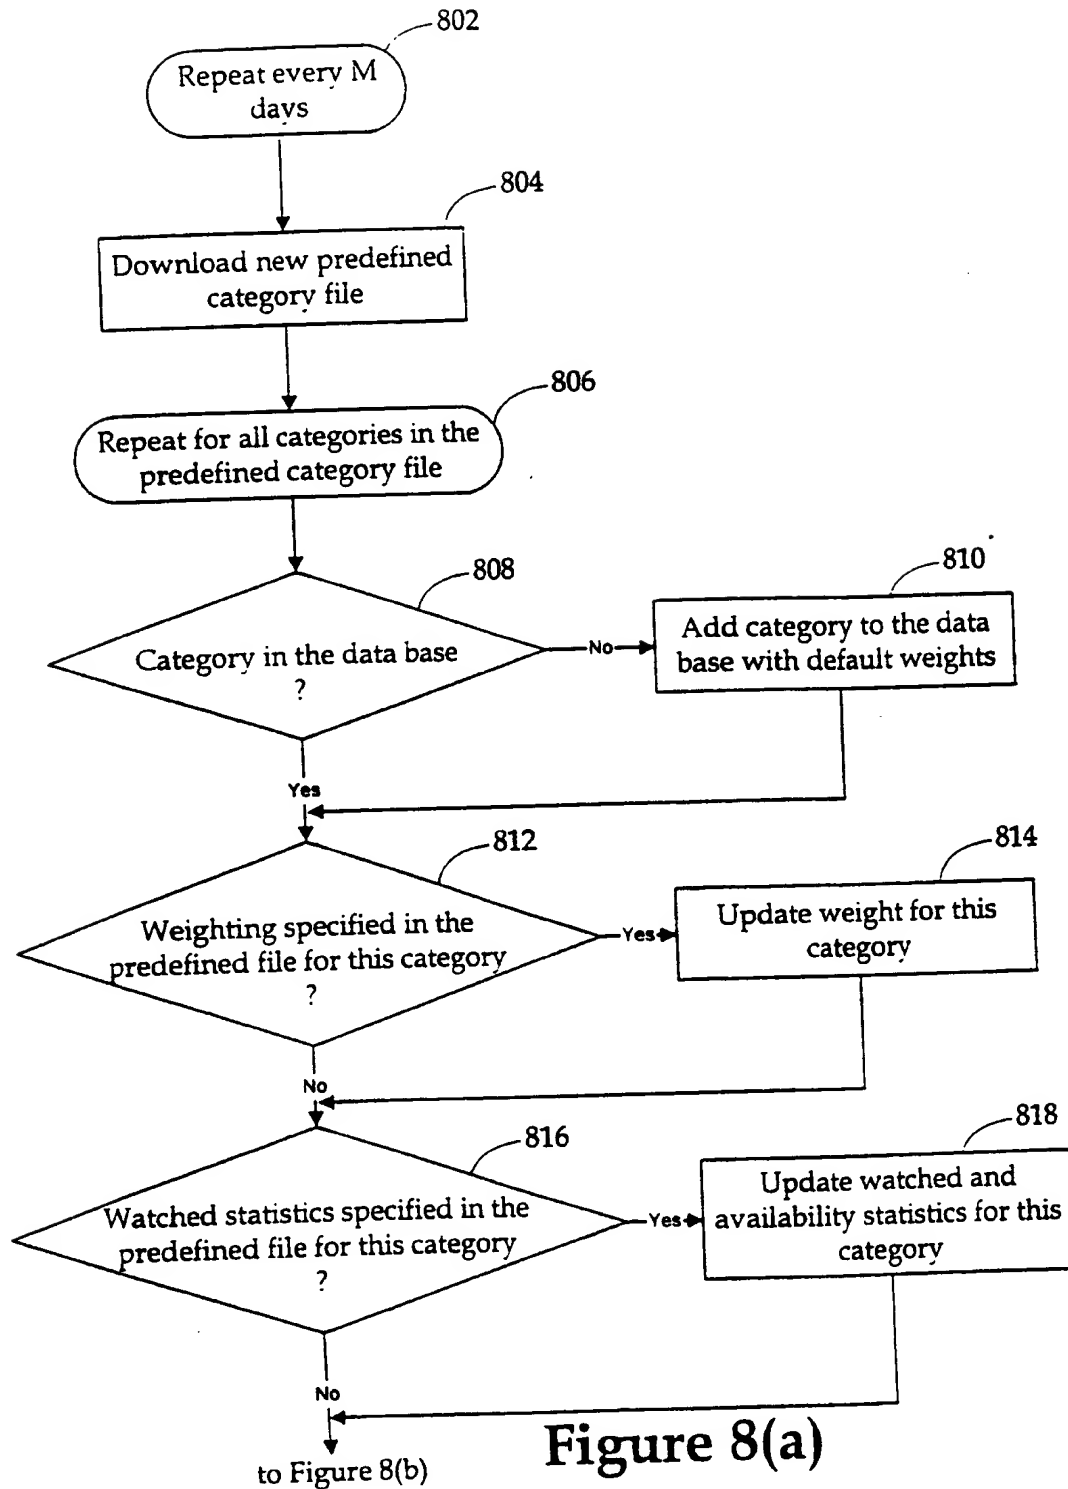 802
Repeat every M
days
804
Download new predefined
category file
806
Repeat for all categories in the
predefined category file
808
Category in the data base
?
No
810
Add category to the data
base with default weights
Yes
812
Weighting specified in the
predefined file for this category
?
Yes
814
Update weight for this
category
No
816
Watched statistics specified in the
predefined file for this category
?
Yes
818
Update watched and
availability statistics for this
category
No
to Figure 8(b)
Figure 8(a)